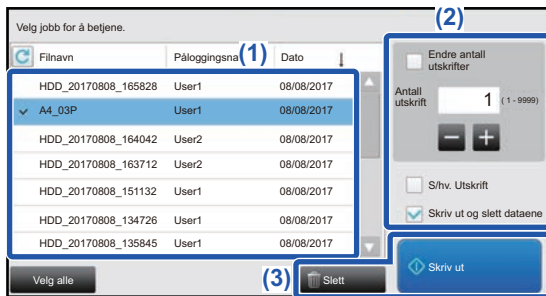 Velg jobb for å betjene.
(2)
Filnavn Påloggingsna (1) Dato
HDD_20170808_165828 User1 08/08/2017
A4_03P User1 08/08/2017
HDD_20170808_164042 User2 08/08/2017
HDD_20170808_163712 User2 08/08/2017
HDD_20170808_151132 User1 08/08/2017
HDD_20170808_134726 User1 08/08/2017
HDD_20170808_135845 User1 08/08/2017
Endre antall
utskrifter
Antall
utskrift
1 ( 1 - 9999)
S/hv. Utskrift
Skriv ut og slett dataene
Velg alle
(3) Slett
Skriv ut